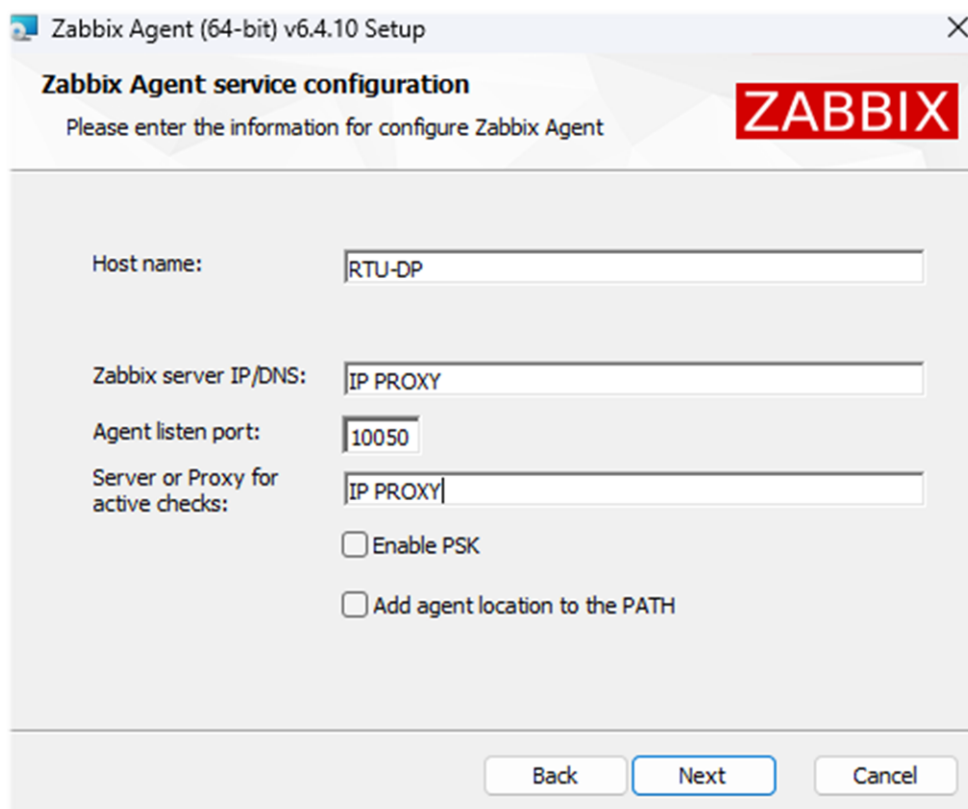 Zabbix Agent (64-bit) v6.4.10 Setup
Zabbix Agent service configuration
Please enter the information for configure Zabbix Agent
ZABBIX
Host name:
RTU-DP
Zabbix server IP/DNS:
IP PROXY
Agent listen port:
10050
Server or Proxy for
active checks:
IP PROXY
Enable PSK
Add agent location to the PATH
Back
Next
Cancel